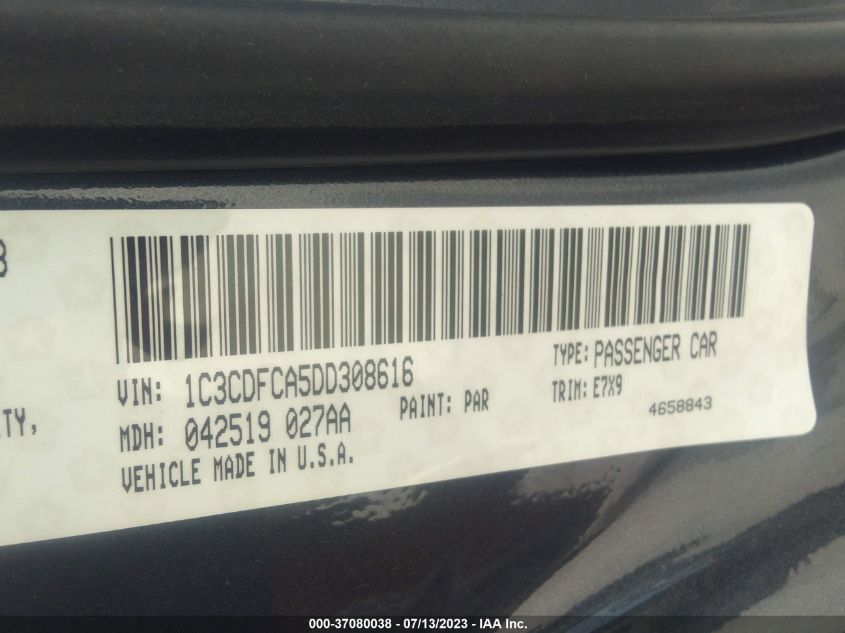 3
VIN: 1C3CDFCA5DD308616
TYPE: PASSENGER CAR
MDH: 042519 027AA
PAINT: PAR
TRIM: E7X9
VEHICLE MADE IN U.S.A.
4658843
000-37080038 - 07/13/2023 - IAA Inc.